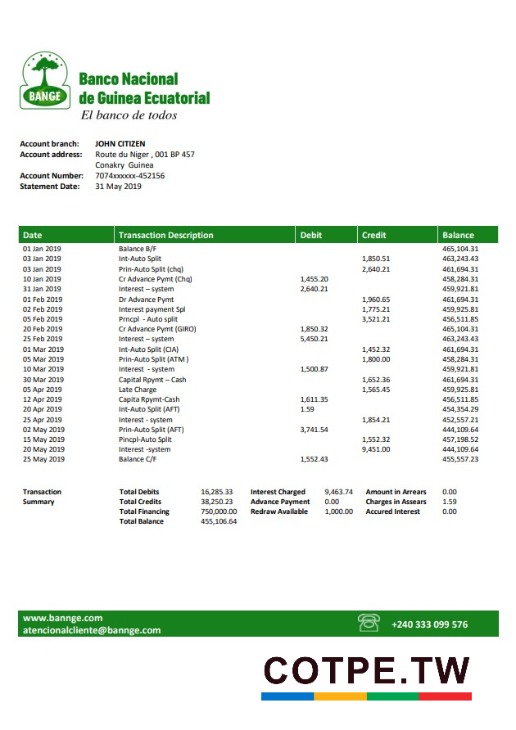 BANGE
Banco Nacional
de Guinea Ecuatorial
El banco de todos
Account branch: JOHN CITIZEN
Account address: Route du Niger , 001 BP 457
Conakry Guinea
Account Number: 7074xxxxxx-452156
Statement Date: 31 May 2019
Date Transaction Description Debit Credit Balance
01 Jan 2019 Balance B/F 465,104.31
03 Jan 2019 Int-Auto Split 1,850.51 463,243.43
03 Jan 2019 Prin-Auto Split (chq) 2,640.21 461,694.31
10 Jan 2019 Cr Advance Pymt (Chq) 1,455.20 458,284.31
31 Jan 2019 Interest – system 2,640.21 459,921.81
01 Feb 2019 Dr Advance Pymt 1,960.65 461,694.31
02 Feb 2019 Interest payment Spl 1,775.21 459,925.81
05 Feb 2019 Prncpl - Auto split 3,521.21 456,511.85
20 Feb 2019 Cr Advance Pymt (GIRO) 1,850.32 465,104.31
25 Feb 2019 Interest – system 5,450.21 463,243.43
01 Mar 2019 Int-Auto Split (CIA) 1,452.32 461,694.31
05 Mar 2019 Prin-Auto Split (ATM ) 1,800.00 458,284.31
10 Mar 2019 Interest - system 1,500.87 459,921.81
30 Mar 2019 Capital Rpymt – Cash 1,652.36 461,694.31
05 Apr 2019 Late Charge 1,565.45 459,925.81
12 Apr 2019 Capita Rpymt-Cash 1,611.35 456,511.85
20 Apr 2019 Int-Auto Split (AFT) 1.59 454,354.29
25 Apr 2019 Interest - system 1,854.21 452,557.21
02 May 2019 Prin-Auto Split (AFT) 3,741.54 444,109.64
15 May 2019 Pincpl-Auto Split 1,552.32 457,198.52
20 May 2019 Interest -system 9,451.00 444,109.64
25 May 2019 Balance C/F 1,552.43 455,557.23
Transaction Total Debits 16,285.33 Interest Charged 9,463.74 Amount in Arrears 0.00
Summary Total Credits 38,250.23 Advance Payment 0.00 Charges in Assears 1.59
Total Financing 750,000.00 Redraw Available 1,000.00 Accured Interest 0.00
Total Balance 455,106.64
www.bannge.com
atencionalcliente@bannge.com
+240 333 099 576
COTPE.TW